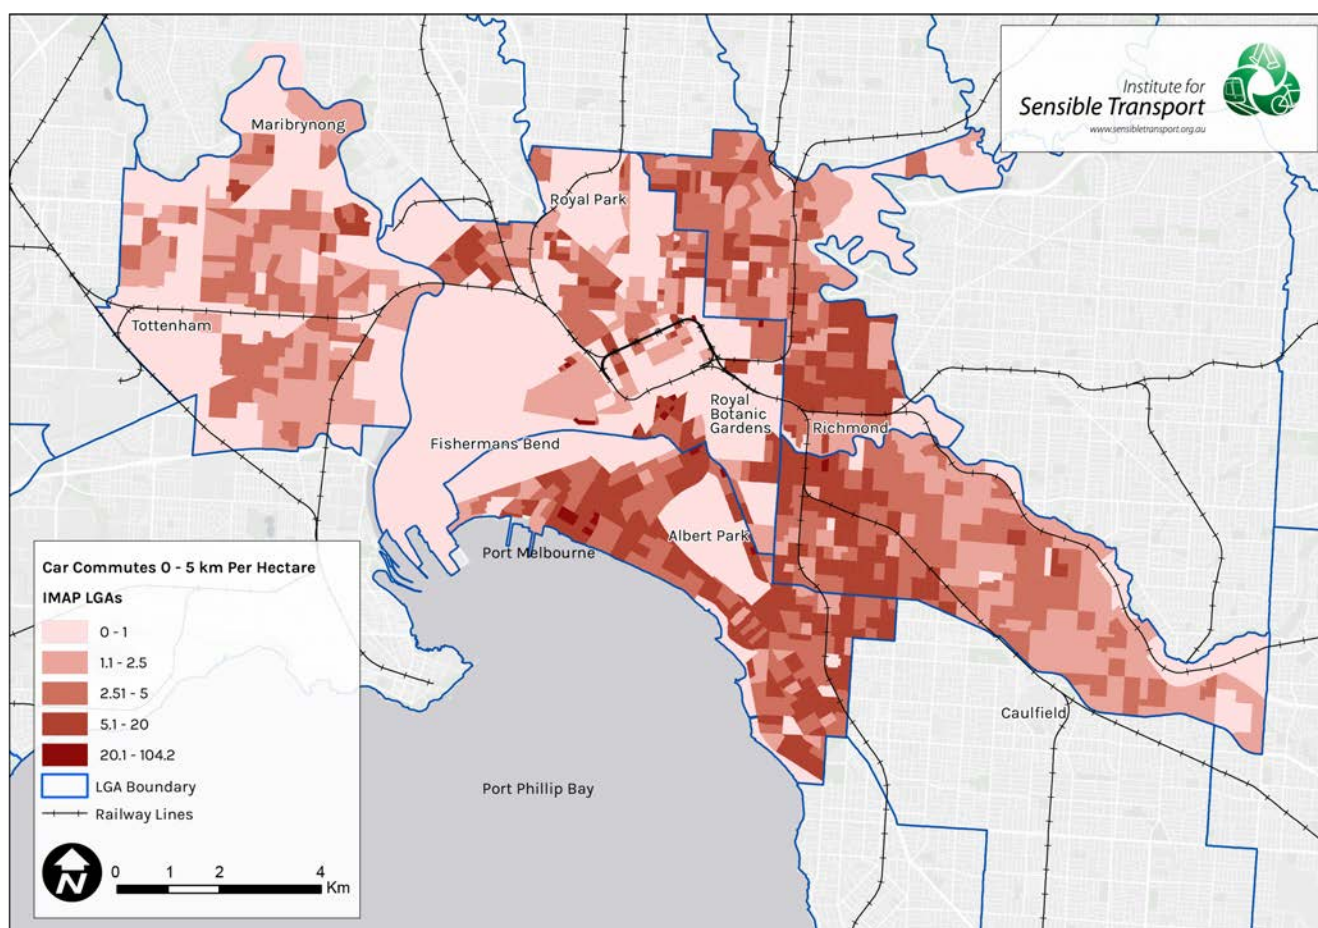 Institute for
Sensible Transport
www.sensibletransport.org.au
Maribrynong
Royal Park
Tottenham
Royal
Botanic
Gardens
Richmond
Fishermans Bend
Albert Park
Port Melbourne
Caulfield
Port Phillip Bay
Car Commutes 0 - 5 km Per Hectare
IMAP LGAs
0 - 1
1.1 - 2.5
2.51 - 5
5.1 - 20
20.1 - 104.2
LGA Boundary
Railway Lines
N
0 1 2 4
Km